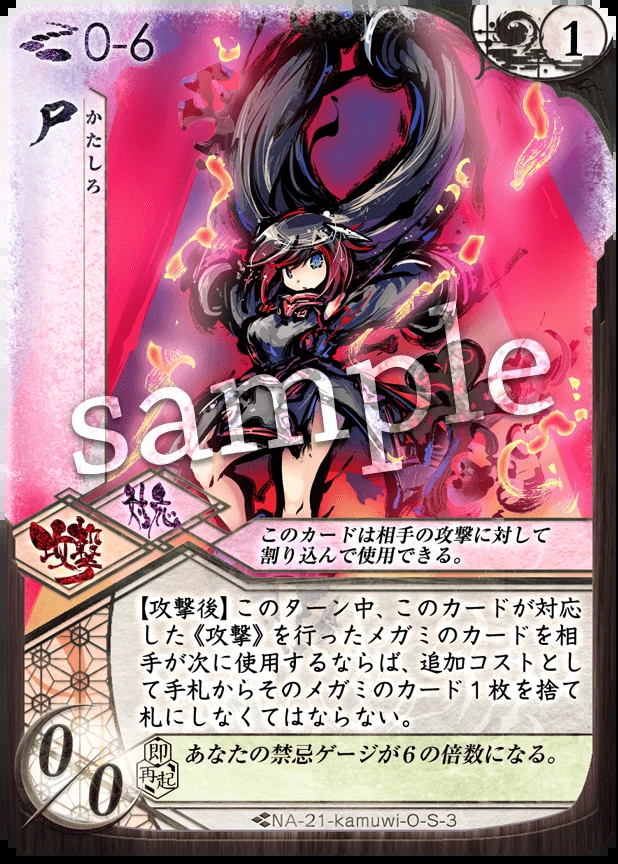 0-6
1
尸
かたしろ
sample
攻撃
対応
このカードは相手の攻撃に対して
割り込んで使用できる。
【攻撃後】このターン中、このカードが対応
した《攻撃》を行ったメガミのカードを相
手が次に使用するならば、追加コストとし
て手札からそのメガミのカード1枚を捨て
札にしなくてはならない。
0/0
即
再起
あなたの禁忌ゲージが6の倍数になる。
NA-21-kamuwi-O-S-3